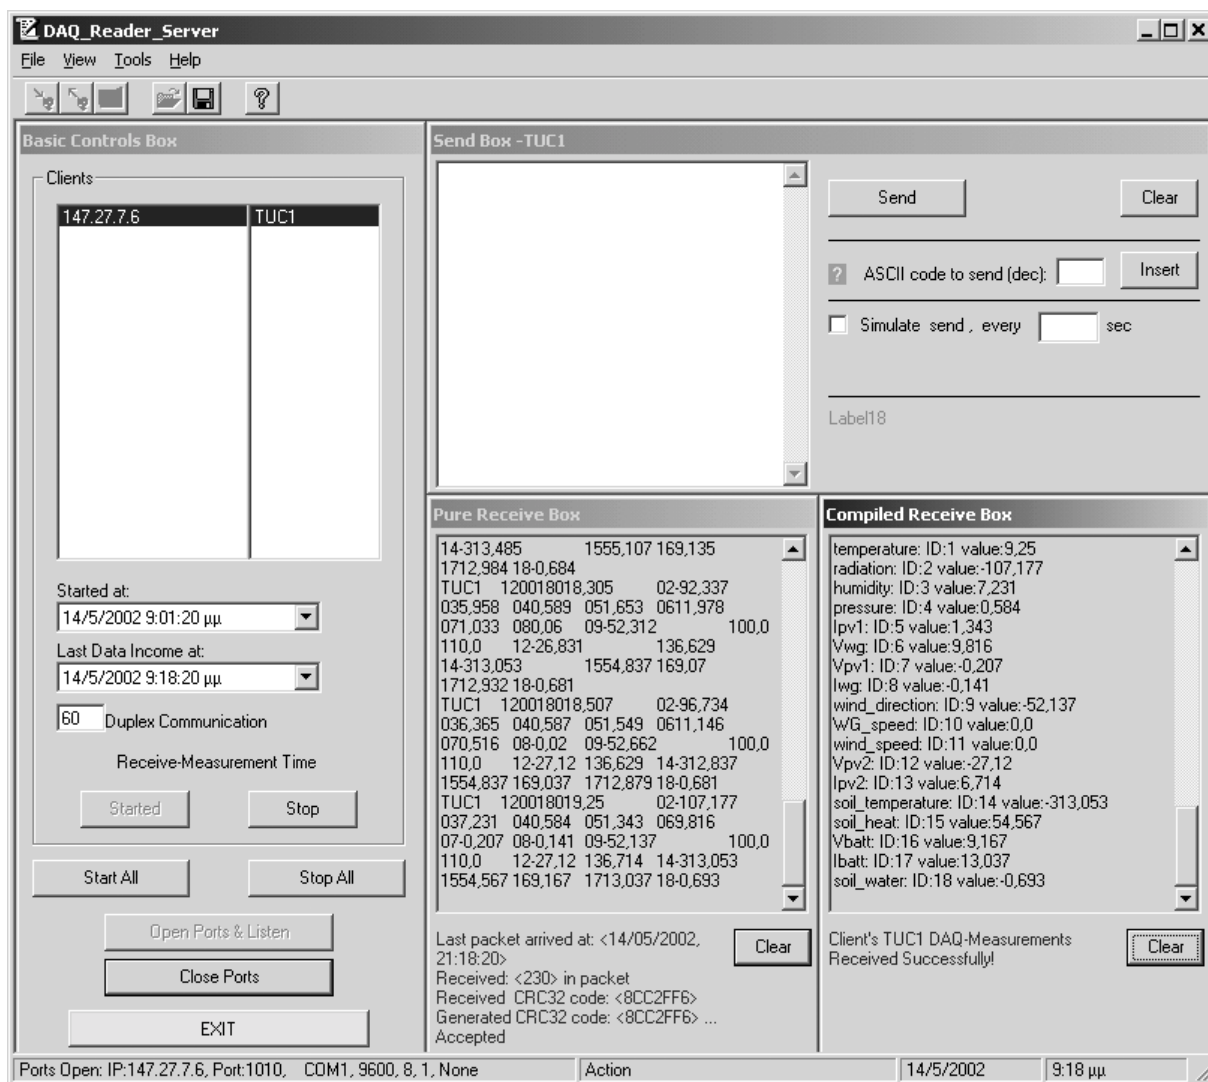 DAQ_Reader_Server
File View Tools Help
Basic Controls Box
Clients
147.27.7.6 TUC1
Started at:
14/5/2002 9:01:20 μμ
Last Data Income at:
14/5/2002 9:18:20 μμ
60 Duplex Communication
Receive-Measurement Time
Started Stop
Start All Stop All
Open Ports & Listen
Close Ports
EXIT
Send Box -TUC1
Send Clear
? ASCII code to send (dec): Insert
Simulate send , every sec
Label18
Pure Receive Box
14-313,485 1555,107 169,135
1712,984 18-0,684
TUC1 120018018,305 02-92,337
035,958 040,589 051,653 0611,978
071,033 080,06 09-52,312 100,0
110,0 12-26,831 136,629
14-313,053 1554,837 169,07
1712,932 18-0,681
TUC1 120018018,507 02-96,734
036,365 040,587 051,549 0611,146
070,516 08-0,02 09-52,662 100,0
110,0 12-27,12 136,629 14-312,837
1554,837 169,037 1712,879 18-0,681
TUC1 120018019,25 02-107,177
037,231 040,584 051,343 069,816
07-0,207 08-0,141 09-52,137 100,0
110,0 12-27,12 136,714 14-313,053
1554,567 169,167 1713,037 18-0,693
Last packet arrived at: <14/05/2002,
21:18:20>
Received: <230> in packet
Received CRC32 code: <8CC2FF6>
Generated CRC32 code: <8CC2FF6> ...
Accepted
Clear
Compiled Receive Box
temperature: ID:1 value:9,25
radiation: ID:2 value:-107,177
humidity: ID:3 value:7,231
pressure: ID:4 value:0,584
Ipv1: ID:5 value:1,343
Vwg: ID:6 value:9,816
Vpv1: ID:7 value:-0,207
Iwg: ID:8 value:-0,141
wind_direction: ID:9 value:-52,137
WG_speed: ID:10 value:0,0
wind_speed: ID:11 value:0,0
Vpv2: ID:12 value:-27,12
Ipv2: ID:13 value:6,714
soil_temperature: ID:14 value:-313,053
soil_heat: ID:15 value:54,567
Vbatt: ID:16 value:9,167
Ibatt: ID:17 value:13,037
soil_water: ID:18 value:-0,693
Client's TUC1 DAQ-Measurements
Received Successfully!
Clear
Ports Open: IP:147.27.7.6, Port:1010, COM1, 9600, 8, 1, None Action 14/5/2002 9:18 μμ